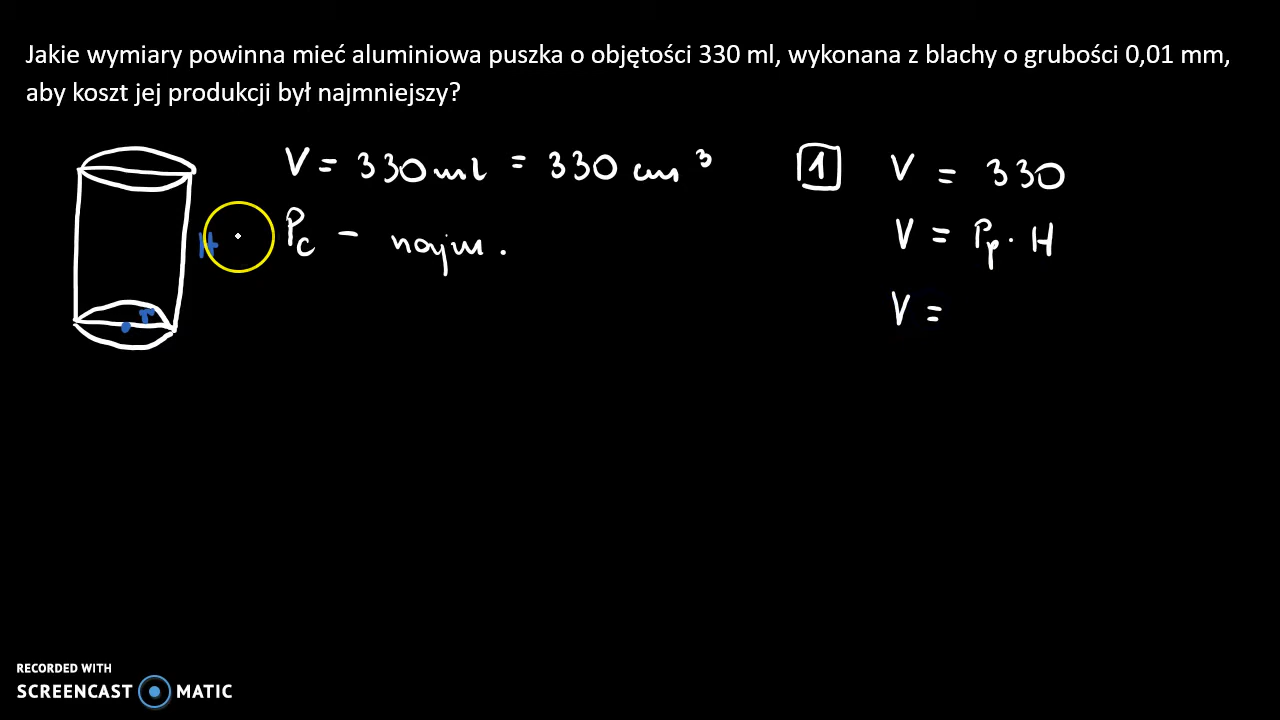 Jakie wymiary powinna mieć aluminiowa puszka o objętości 330 ml, wykonana z blachy o grubości 0,01 mm,
aby koszt jej produkcji był najmniejszy?
V = 330 ml = 330 cm³
Pc - najm.
H
r
1 V = 330
V = Pp · H
V =
RECORDED WITH
SCREENCAST MATIC